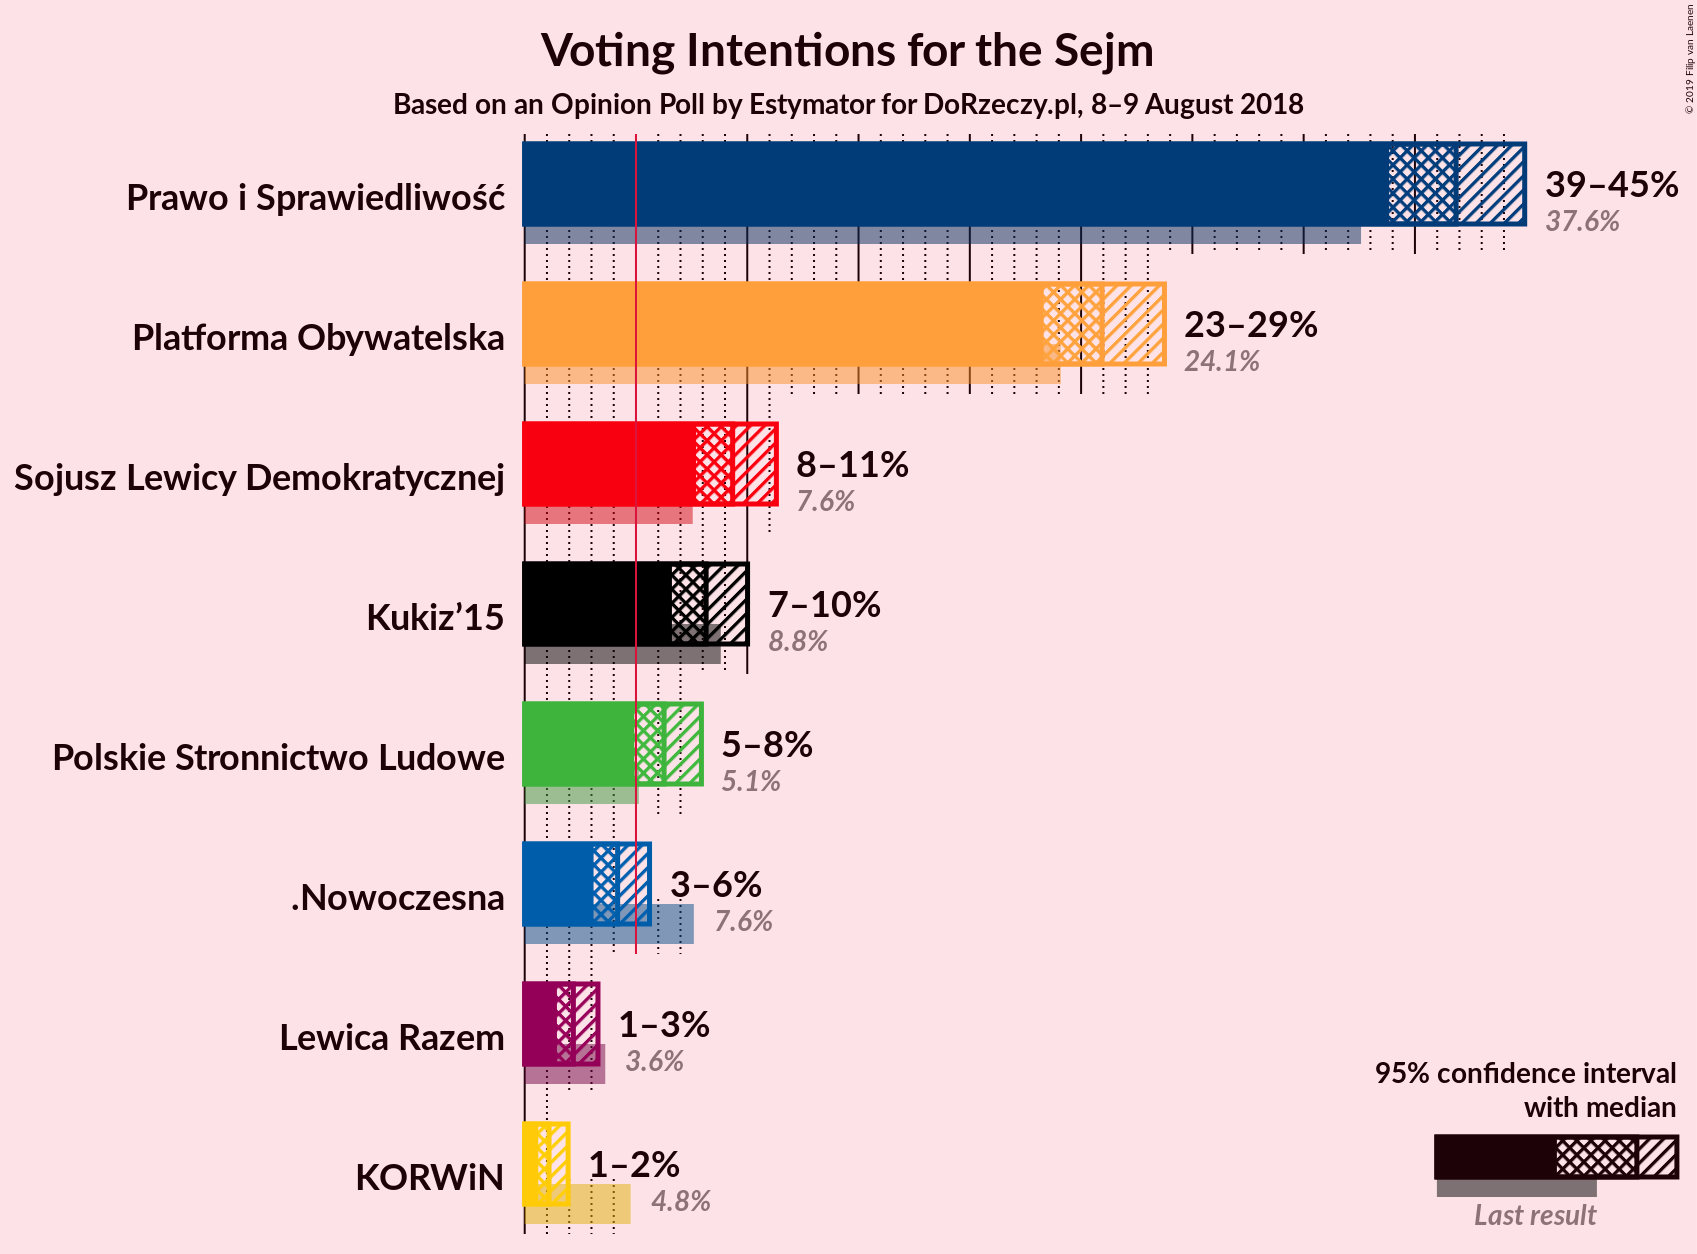 Voting Intentions for the Sejm
Based on an Opinion Poll by Estymator for DoRzeczy.pl, 8–9 August 2018
© 2019 Filip van Laenen
Prawo i Sprawiedliwość
39–45%
37.6%
Platforma Obywatelska
23–29%
24.1%
Sojusz Lewicy Demokratycznej
8–11%
7.6%
Kukiz’15
7–10%
8.8%
Polskie Stronnictwo Ludowe
5–8%
5.1%
.Nowoczesna
3–6%
7.6%
Lewica Razem
1–3%
3.6%
KORWiN
1–2%
4.8%
95% confidence interval
with median
Last result